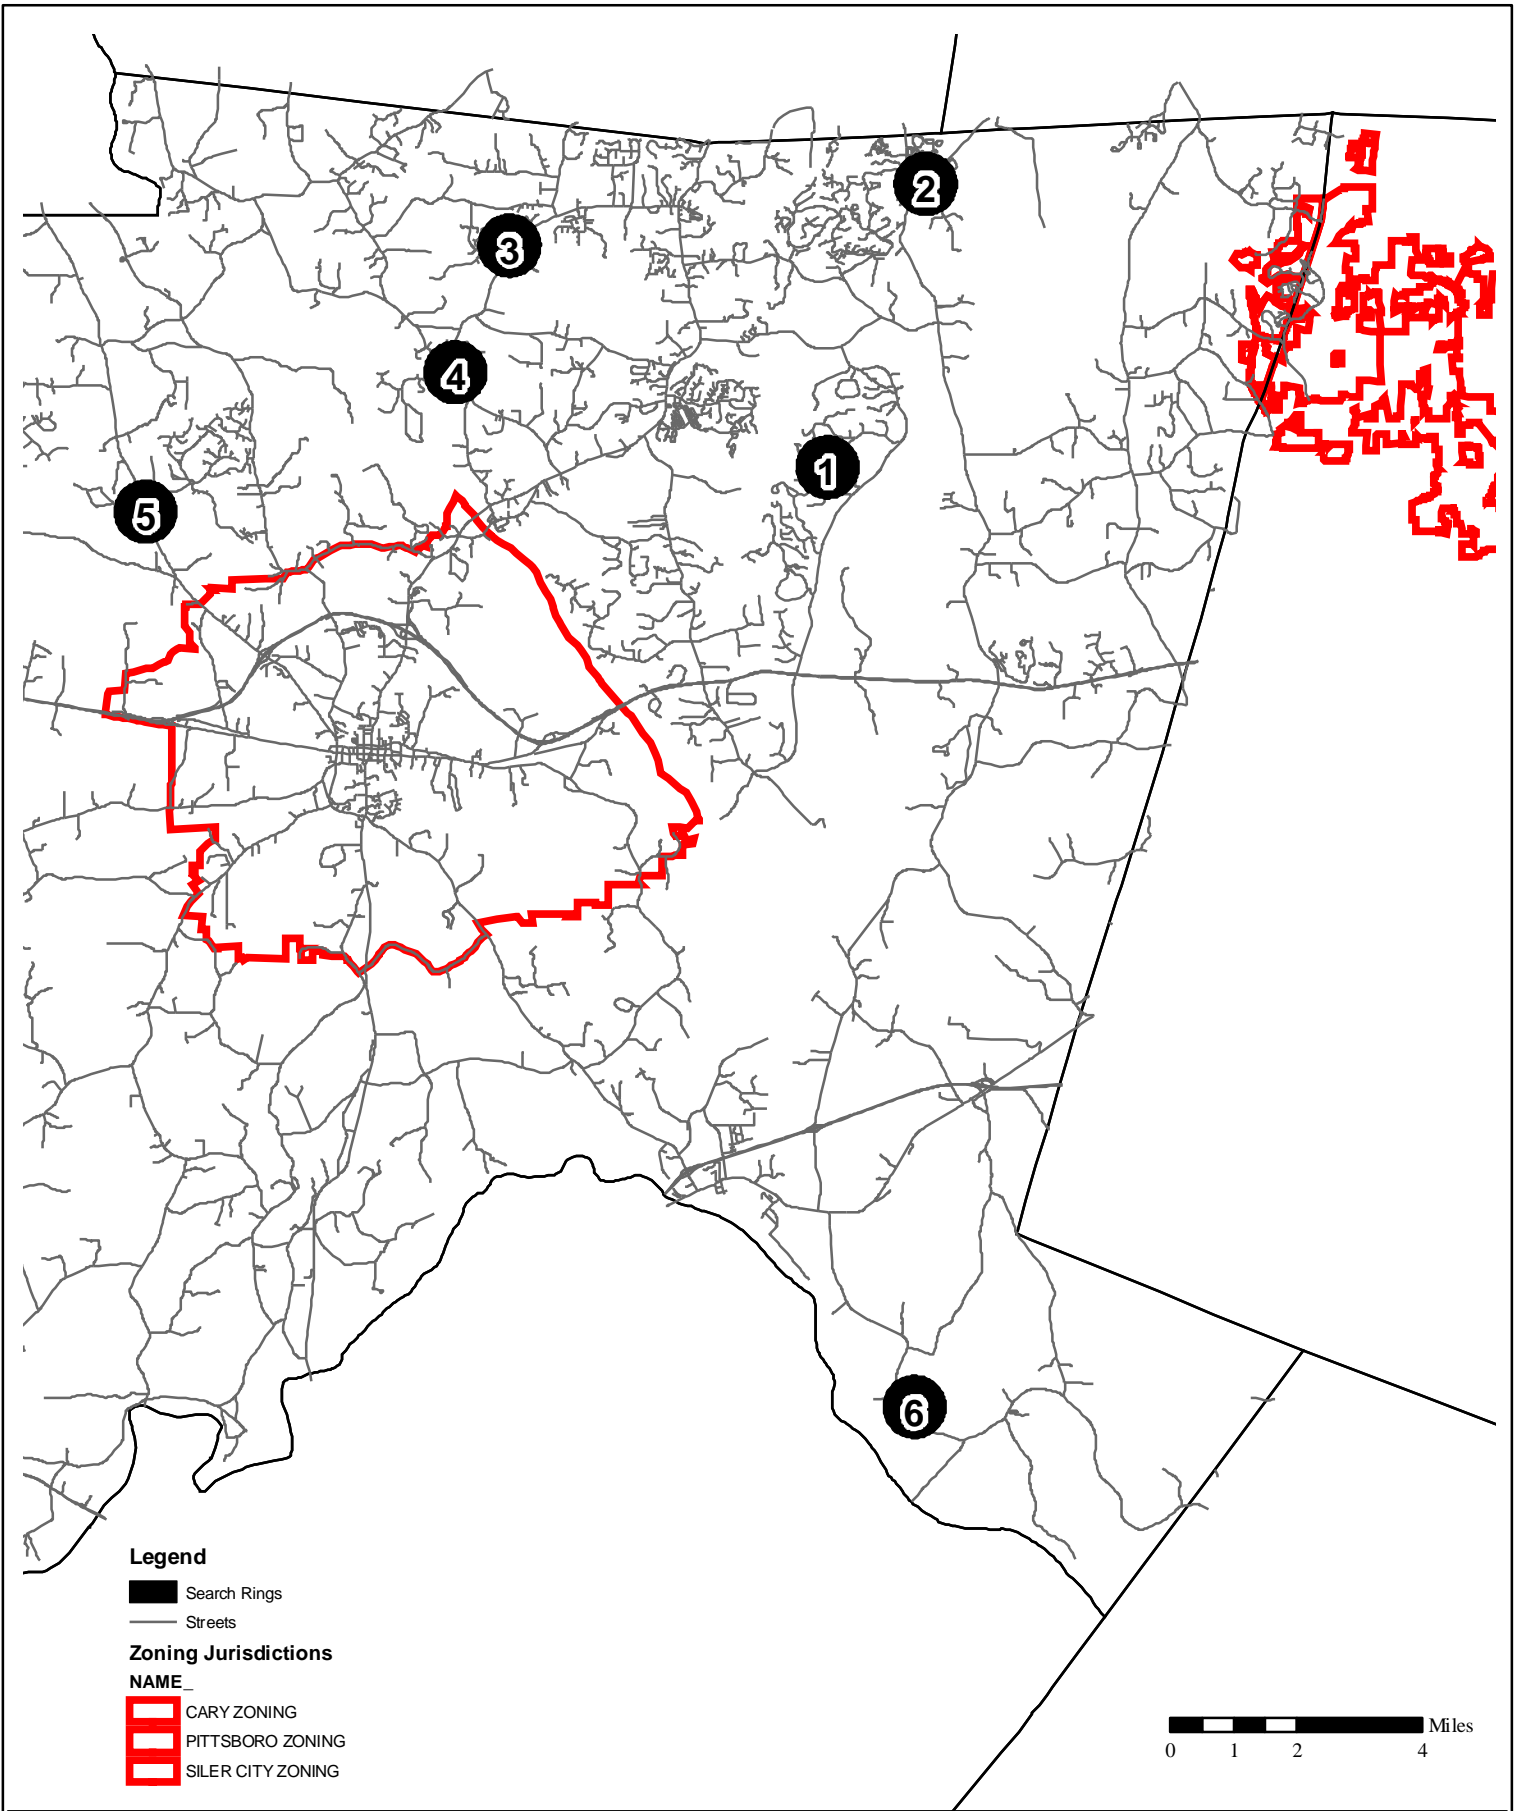 2
3
4
1
5
6
Legend
Search Rings
Streets
Zoning Jurisdictions
NAME_
CARY ZONING
PITTSBORO ZONING
SILER CITY ZONING
Miles
0 1 2 4